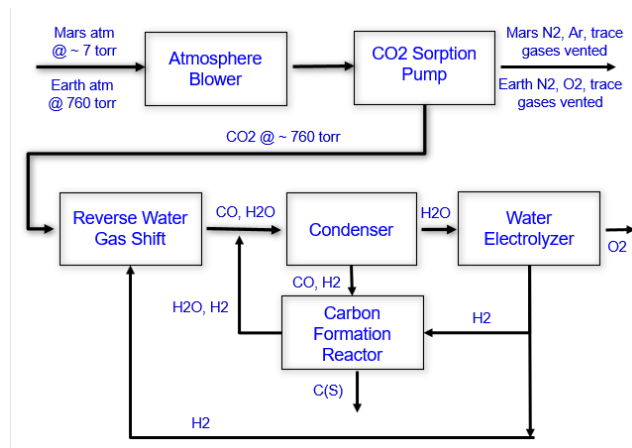 Mars atm
@ ~ 7 torr
Earth atm
@ 760 torr
Atmosphere
Blower
CO2 Sorption
Pump
Mars N2, Ar, trace
gases vented
Earth N2, O2, trace
gases vented
CO2 @ ~ 760 torr
Reverse Water
Gas Shift
CO, H2O
Condenser
H2O
Water
Electrolyzer
O2
CO, H2
H2O, H2
Carbon
Formation
Reactor
H2
C(S)
H2